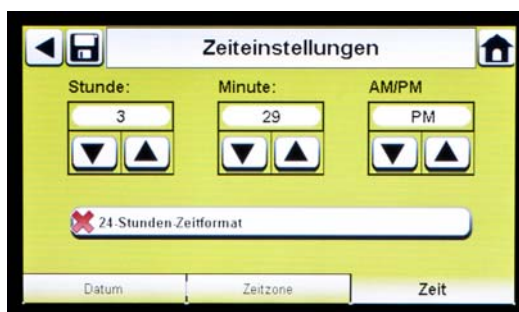 Zeiteinstellungen
Stunde: Minute: AM/PM
3 29 PM
24-Stunden-Zeitformat
Datum Zeitzone Zeit